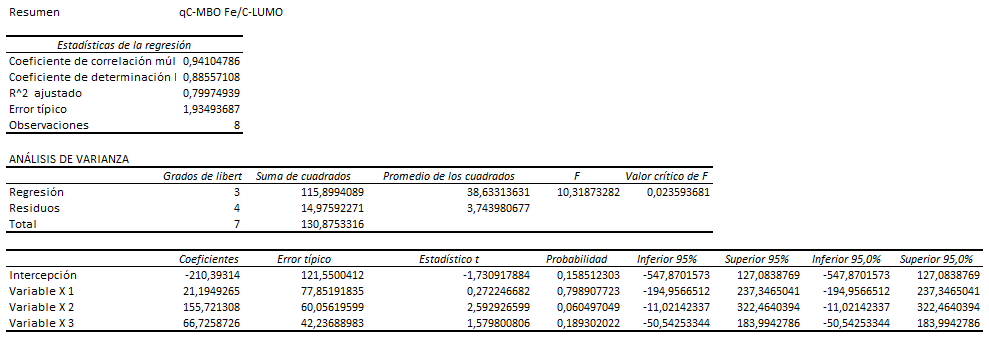 Resumen qC-MBO Fe/C-LUMO
Estadísticas de la regresión
Coeficiente de correlación múl 0,94104786
Coeficiente de determinación 0,88557108
R^2 ajustado 0,79974939
Error típico 1,93493687
Observaciones 8
ANÁLISIS DE VARIANZA
Grados de libert Suma de cuadrados Promedio de los cuadrados F Valor crítico de F
Regresión 3 115,8994089 38,63313631 10,31873282 0,023593681
Residuos 4 14,97592271 3,743980677
Total 7 130,8753316
Coeficientes Error típico Estadístico t Probabilidad Inferior 95% Superior 95% Inferior 95,0% Superior 95,0%
Intercepción -210,39314 121,5500412 -1,730917884 0,158512303 -547,8701573 127,0838769 -547,8701573 127,0838769
Variable X 1 21,1949265 77,85191835 0,272246682 0,798907723 -194,9566512 237,3465041 -194,9566512 237,3465041
Variable X 2 155,721308 60,05619599 2,592926599 0,060497049 -11,02142337 322,4640394 -11,02142337 322,4640394
Variable X 3 66,7258726 42,23688983 1,579800806 0,189302022 -50,54253344 183,9942786 -50,54253344 183,9942786